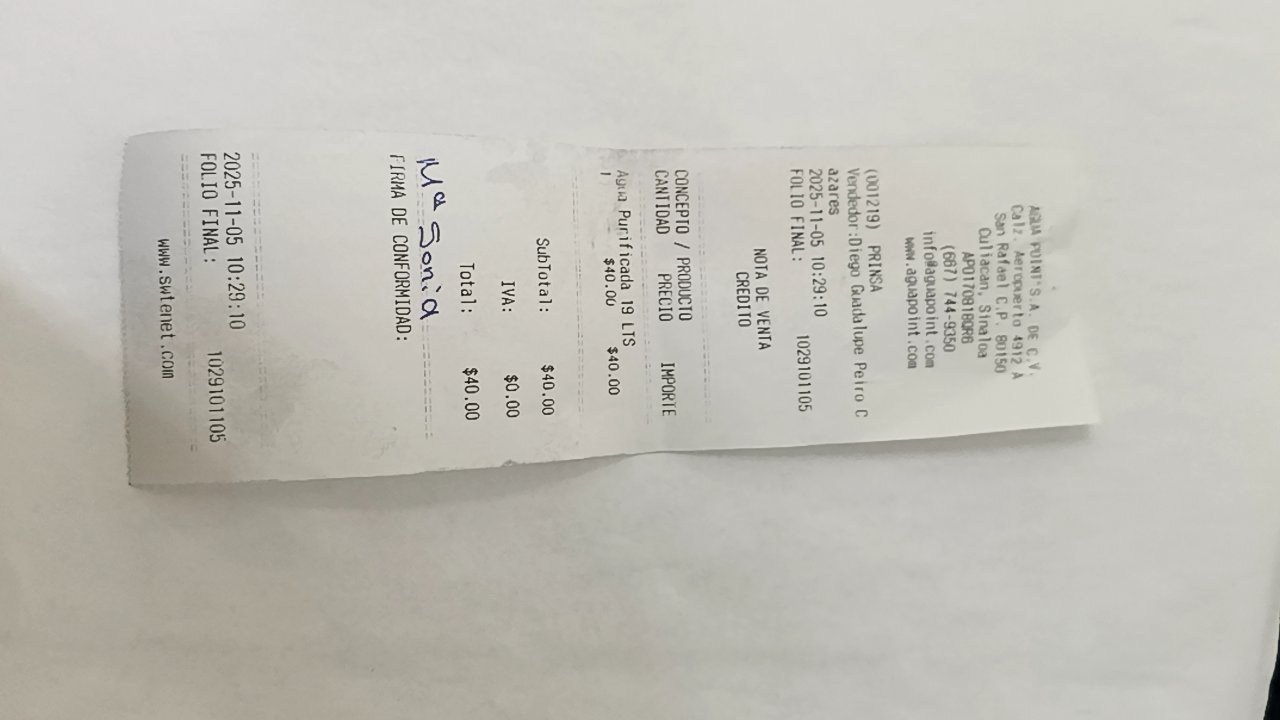 AGUA POINT'S.A. DE C.V.
Calz. Aeropuerto 4912 A
San Rafael C.P. 80150
Culiacan, Sinaloa
APO170818QR6
(667) 744-9350
info@aguapoint.com
www.aguapoint.com
(001219) PRINSA
Vendedor:Diego Guadalupe Peiro C
azares
2025-11-05 10:29:10
FOLIO FINAL: 1029101105
NOTA DE VENTA
CREDITO
CONCEPTO / PRODUCTO
CANTIDAD PRECIO IMPORTE
Agua Purificada 19 LTS
1 $40.00 $40.00
SubTotal: $40.00
IVA: $0.00
Total: $40.00
Mª Sonia
FIRMA DE CONFORMIDAD:
2025-11-05 10:29:10
FOLIO FINAL: 1029101105
www.swtenet.com